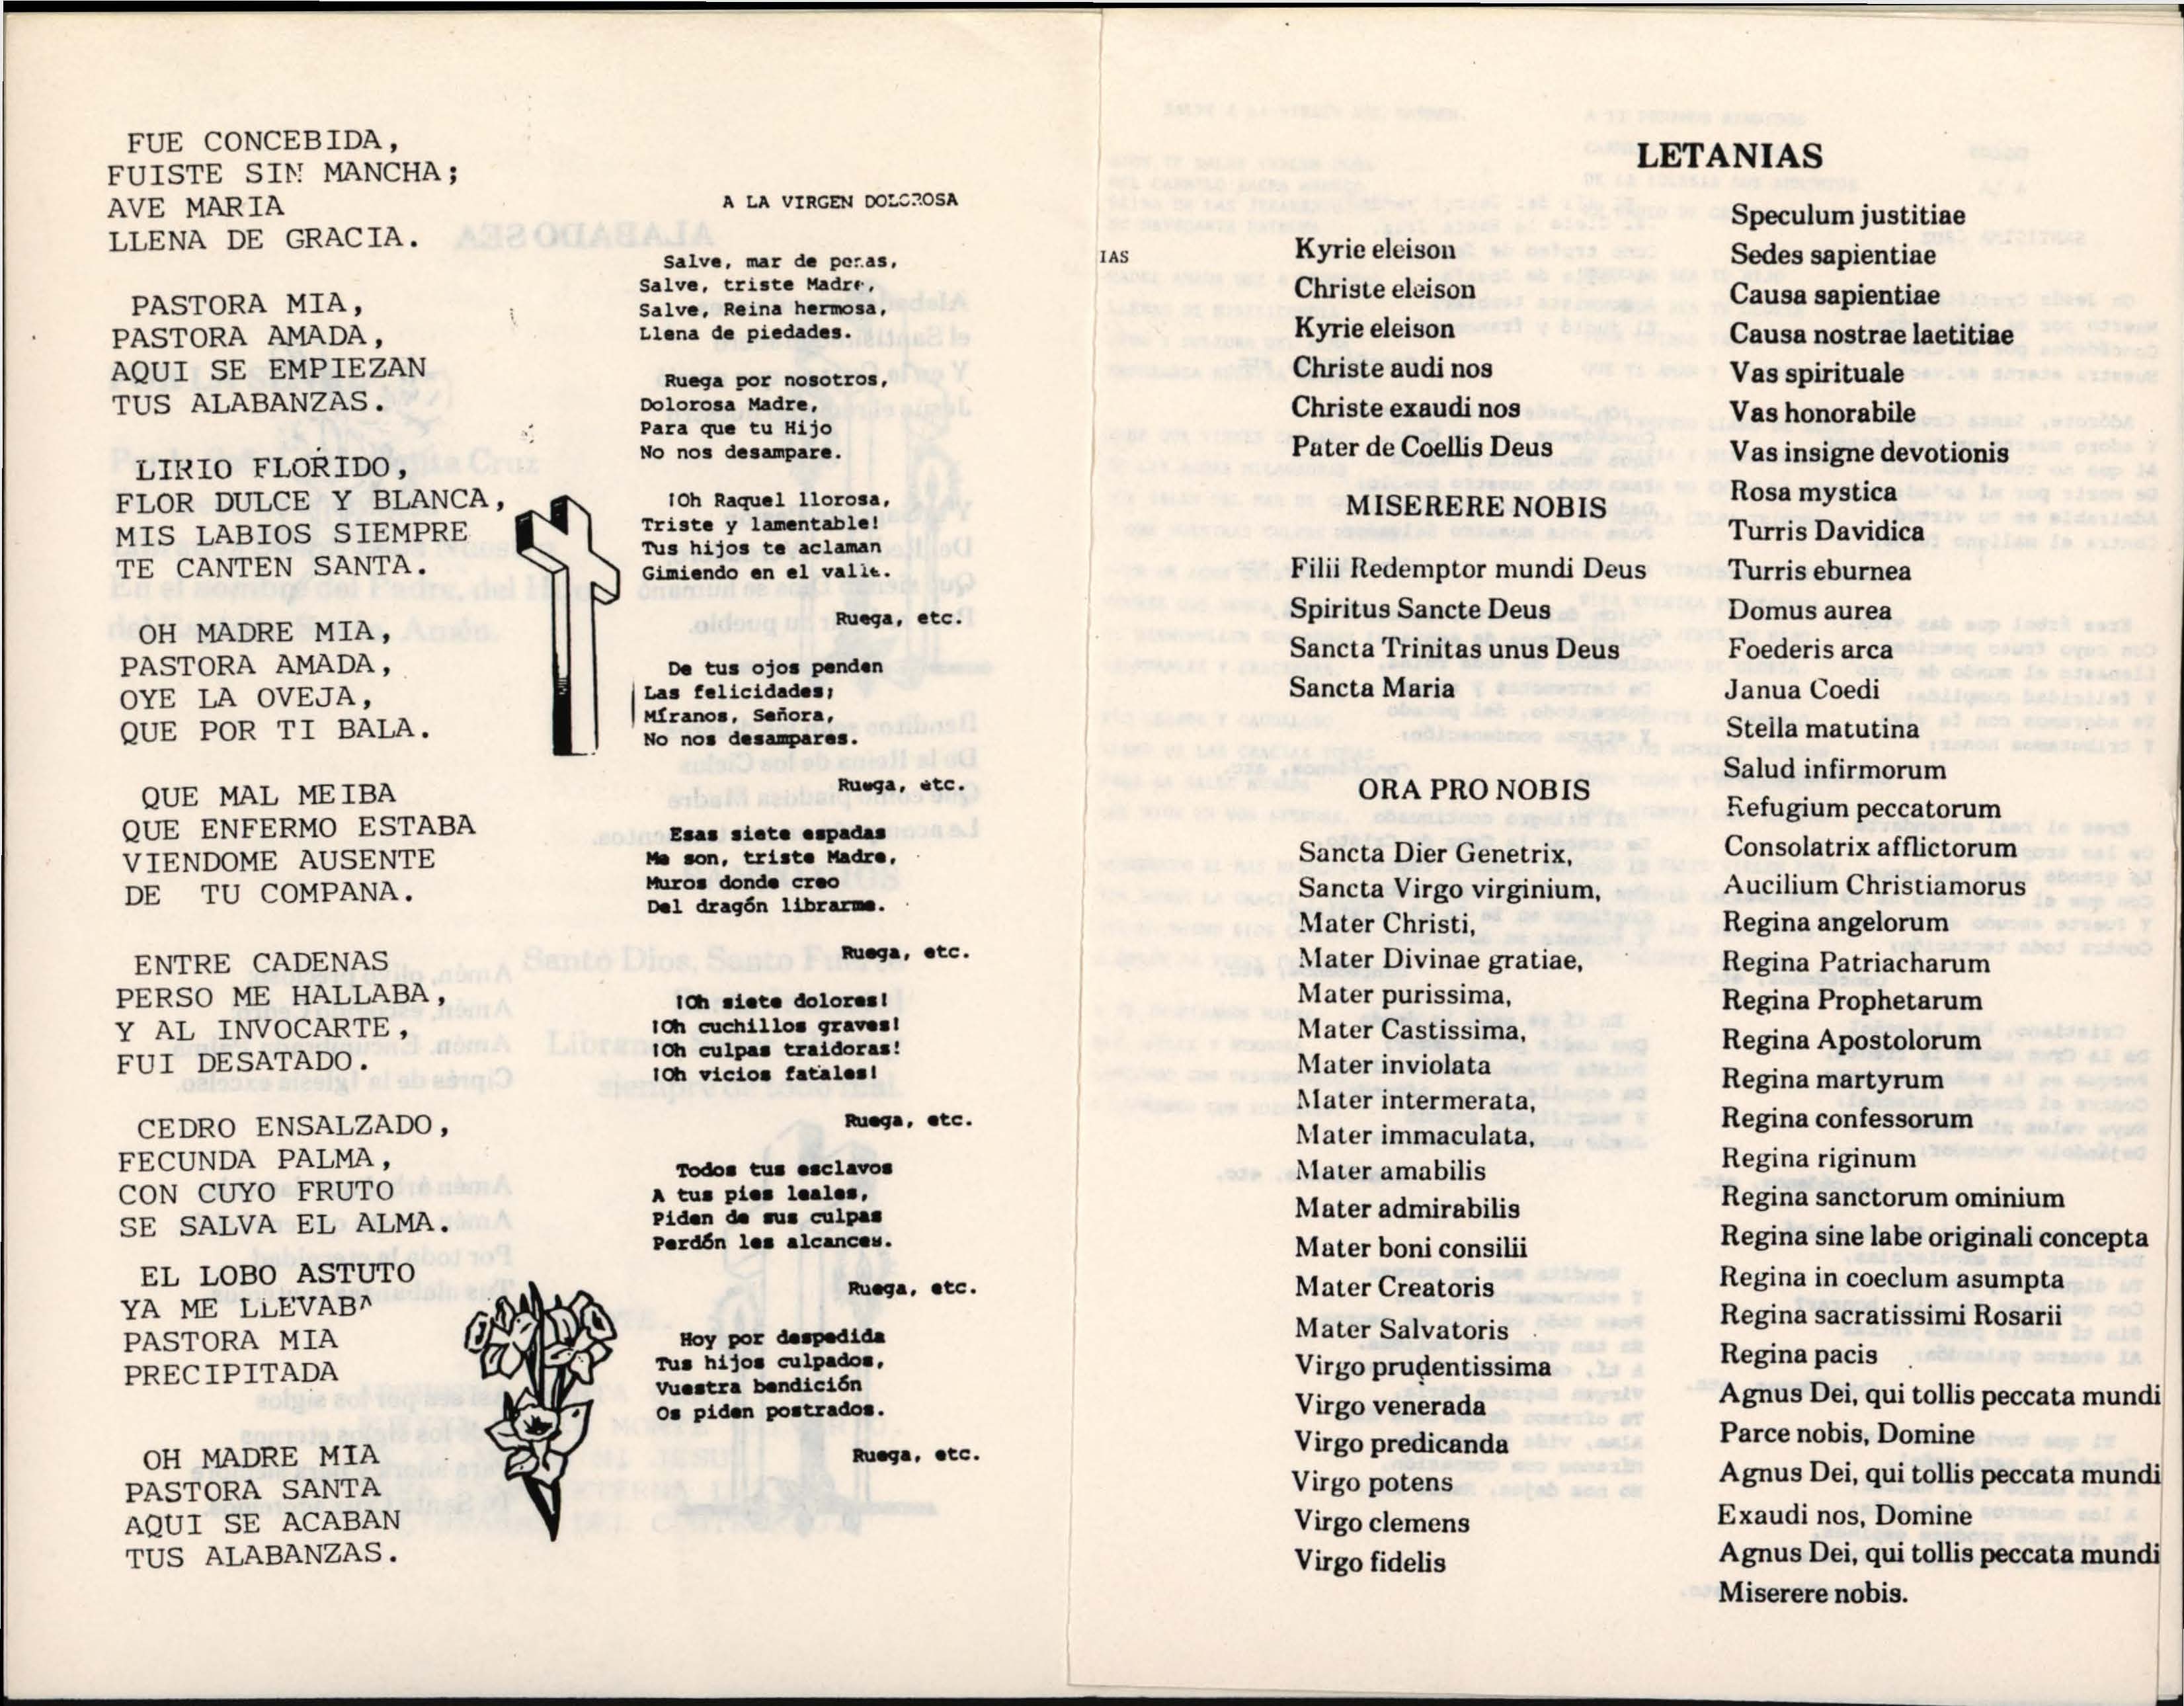 FUE CONCEBIDA,
FUISTE SIN MANCHA;
AVE MARIA
LLENA DE GRACIA.
PASTORA MIA,
PASTORA AMADA,
AQUI SE EMPIEZAN
TUS ALABANZAS.
LIRIO FLORIDO,
FLOR DULCE Y BLANCA,
MIS LABIOS SIEMPRE
TE CANTEN SANTA.
OH MADRE MIA,
PASTORA AMADA,
OYE LA OVEJA,
QUE POR TI BALA.
QUE MAL MEIBA
QUE ENFERMO ESTABA
VIENDOME AUSENTE
DE TU COMPANA.
ENTRE CADENAS
PERSO ME HALLABA,
Y AL INVOCARTE,
FUI DESATADO.
CEDRO ENSALZADO,
FECUNDA PALMA,
CON CUYO FRUTO
SE SALVA EL ALMA.
EL LOBO ASTUTO
YA ME LLEVABA
PASTORA MIA
PRECIPITADA
OH MADRE MIA
PASTORA SANTA
AQUI SE ACABAN
TUS ALABANZAS.
A LA VIRGEN DOLOROSA
Salve, mar de penas,
Salve, triste Madre,
Salve, Reina hermosa,
Llena de piedades.
Ruega por nosotros,
Dolorosa Madre,
Para que tu Hijo
No nos desampare.
¡Oh Raquel llorosa,
Triste y lamentable!
Tus hijos te aclaman
Gimiendo en el valle.
Ruega, etc.
De tus ojos penden
Las felicidades;
Míranos, Señora,
No nos desampares.
Ruega, etc.
Esas siete espadas
Me son, triste Madre,
Muros donde creo
Del dragón librarme.
Ruega, etc.
¡Oh siete dolores!
¡Oh cuchillos graves!
¡Oh culpas traidoras!
¡Oh vicios fatales!
Ruega, etc.
Todos tus esclavos
A tus pies leales,
Piden de sus culpas
Perdón les alcances.
Ruega, etc.
Hoy por despedida
Tus hijos culpados,
Vuestra bendición
Os piden postrados.
Ruega, etc.
IAS
LETANIAS
Kyrie eleison
Christe eleison
Kyrie eleison
Christe audi nos
Christe exaudi nos
Pater de Coellis Deus
MISERERE NOBIS
Filii Redemptor mundi Deus
Spiritus Sancte Deus
Sancta Trinitas unus Deus
Sancta Maria
ORA PRO NOBIS
Sancta Dier Genetrix,
Sancta Virgo virginium,
Mater Christi,
Mater Divinae gratiae,
Mater purissima,
Mater Castissima,
Mater inviolata
Mater intermerata,
Mater immaculata,
Mater amabilis
Mater admirabilis
Mater boni consilii
Mater Creatoris
Mater Salvatoris
Virgo prudentissima
Virgo venerada
Virgo predicanda
Virgo potens
Virgo clemens
Virgo fidelis
Speculum justitiae
Sedes sapientiae
Causa sapientiae
Causa nostrae laetitiae
Vas spirituale
Vas honorabile
Vas insigne devotionis
Rosa mystica
Turris Davidica
Turris eburnea
Domus aurea
Foederis arca
Janua Coedi
Stella matutina
Salud infirmorum
Refugium peccatorum
Consolatrix afflictorum
Aucilium Christiamorus
Regina angelorum
Regina Patriacharum
Regina Prophetarum
Regina Apostolorum
Regina martyrum
Regina confessorum
Regina riginum
Regina sanctorum ominium
Regina sine labe originali concepta
Regina in coeclum asumpta
Regina sacratissimi Rosarii
Regina pacis
Agnus Dei, qui tollis peccata mundi
Parce nobis, Domine
Agnus Dei, qui tollis peccata mundi
Exaudi nos, Domine
Agnus Dei, qui tollis peccata mundi
Miserere nobis.